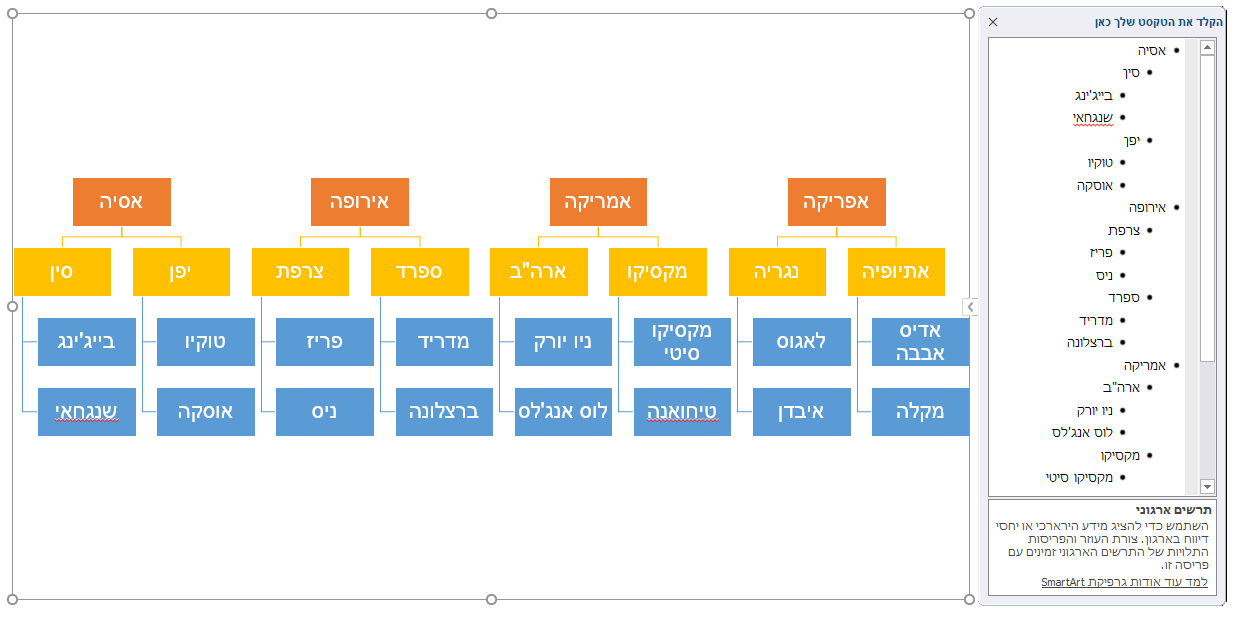 הקלד את הטקסט שלך כאן
אסיה
סין
בייג'ינג
שנגחאי
יפן
טוקיו
אוסקה
אירופה
צרפת
פריז
ניס
ספרד
מדריד
ברצלונה
אמריקה
ארה"ב
ניו יורק
לוס אנג'לס
מקסיקו
מקסיקו סיטי
תרשים ארגוני
השתמש כדי להציג מידע היררכי או יחסי
דיווח בארגון. צורת העוזר והפריסות
התלויות של התרשים הארגוני זמינים עם
פריסה זו.
למד עוד אודות גרפיקת SmartArt
אפריקה
אמריקה
אירופה
אסיה
אתיופיה
נגריה
מקסיקו
ארה"ב
ספרד
צרפת
יפן
סין
אדיס
אבבה
לאגוס
מקסיקו
סיטי
ניו יורק
מדריד
פריז
טוקיו
בייג'ינג
מקלה
איבדן
טיחואנה
לוס אנג'לס
ברצלונה
ניס
אוסקה
שנגחאי